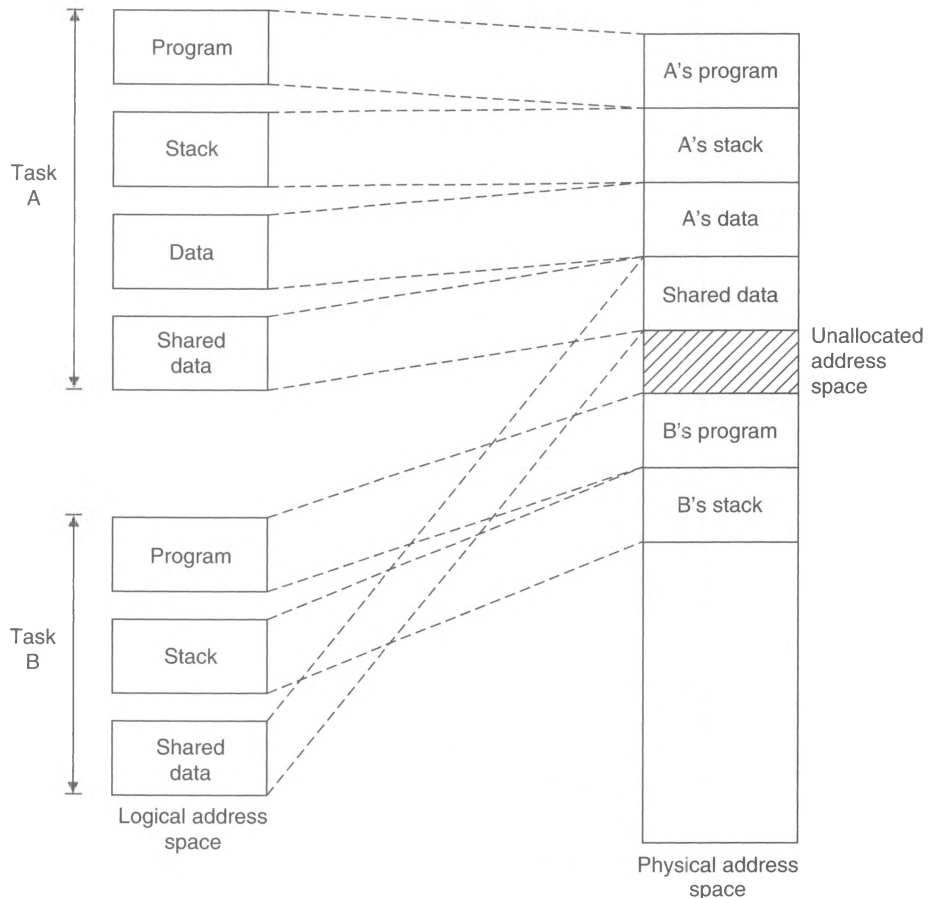 Task
A
Program
Stack
Data
Shared
data
Task
B
Program
Stack
Shared
data
Logical address
space
A's program
A's stack
A's data
Shared data
Unallocated
address
space
B's program
B's stack
Physical address
space